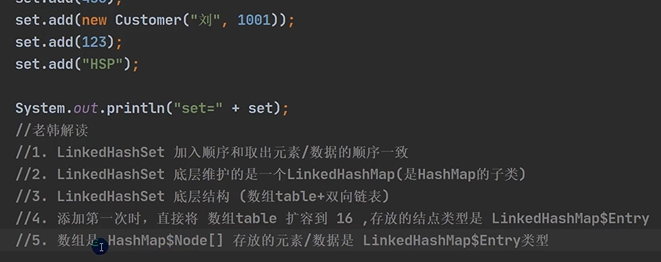 set.add(new Customer("刘", 1001));
set.add(123);
set.add("HSP");
System.out.println("set=" + set);
//老韩解读
//1. LinkedHashSet 加入顺序和取出元素/数据的顺序一致
//2. LinkedHashSet 底层维护的是一个LinkedHashMap(是HashMap的子类)
//3. LinkedHashSet 底层结构 (数组table+双向链表)
//4. 添加第一次时，直接将 数组table 扩容到 16 ,存放的结点类型是 LinkedHashMap$Entry
//5. 数组是 HashMap$Node[] 存放的元素/数据是 LinkedHashMap$Entry类型